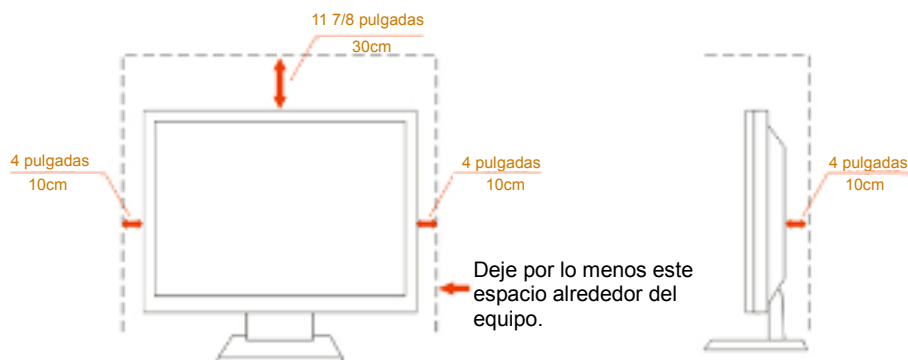 11 7/8 pulgadas
30cm
4 pulgadas
10cm
4 pulgadas
10cm
4 pulgadas
10cm
Deje por lo menos este
espacio alrededor del
equipo.